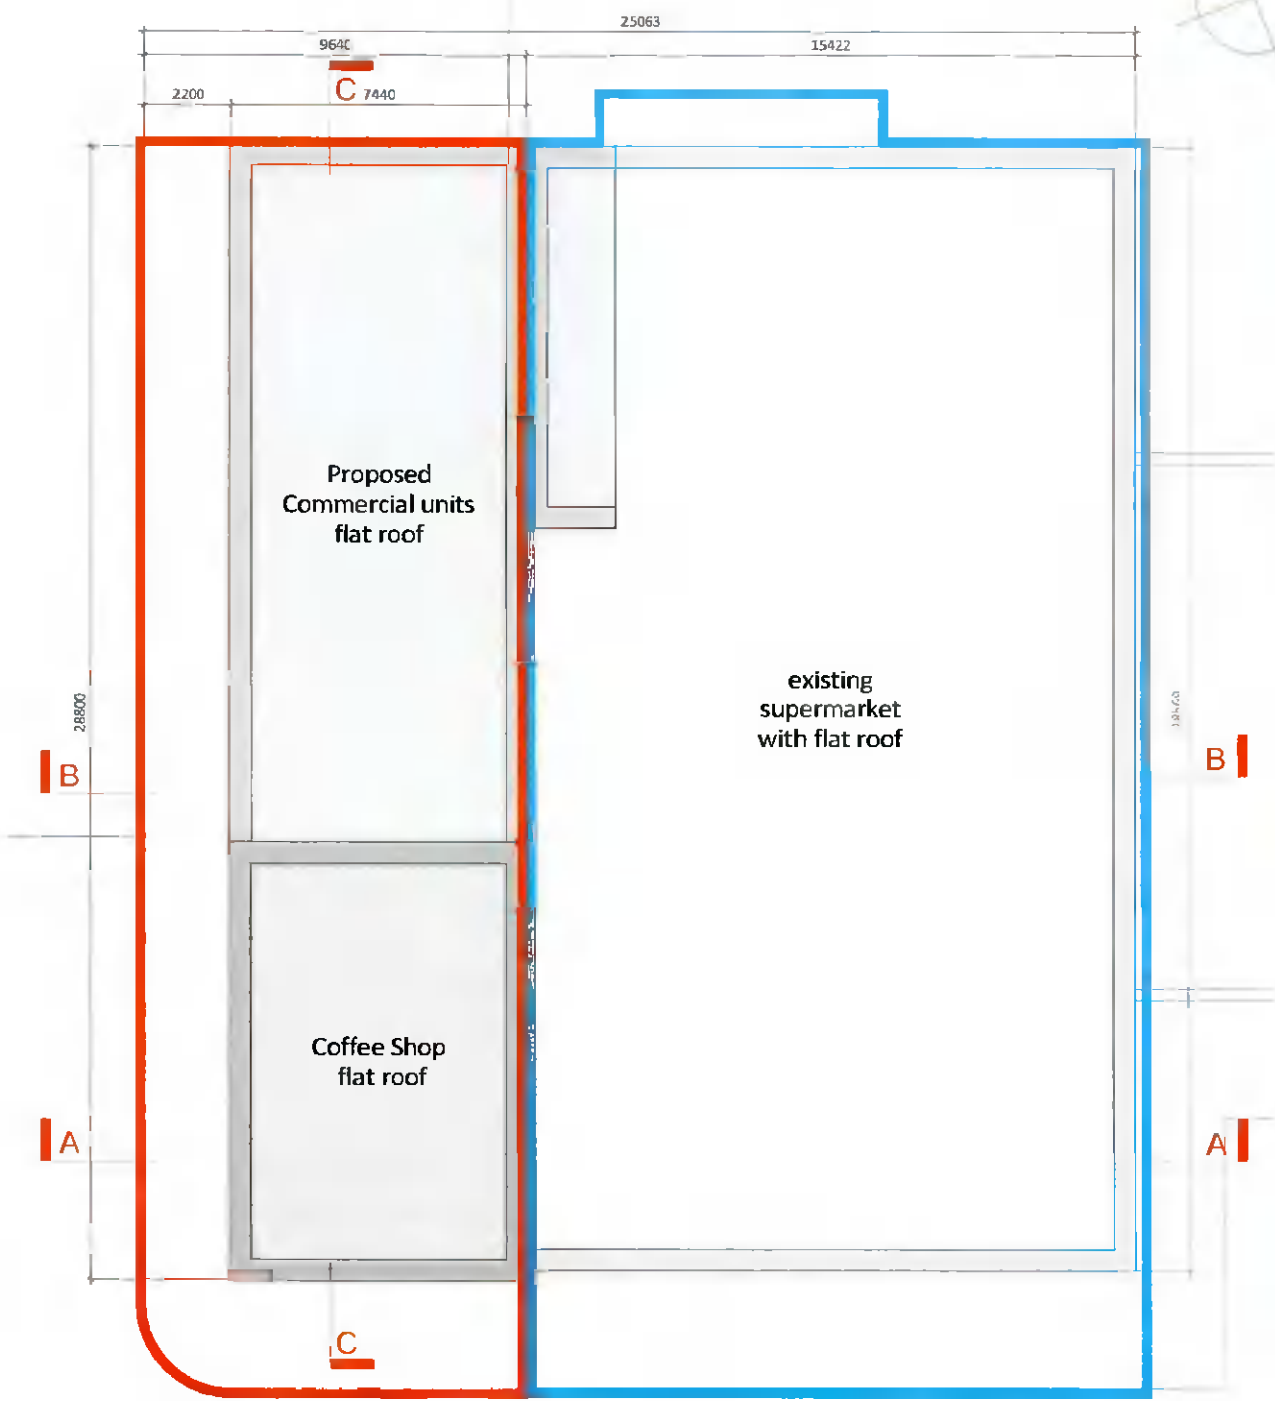 25063
9640
15422
2200
C
7440
Proposed
Commercial units
flat roof
existing
supermarket
with flat roof
28800
B
B
Coffee Shop
flat roof
A
A
C